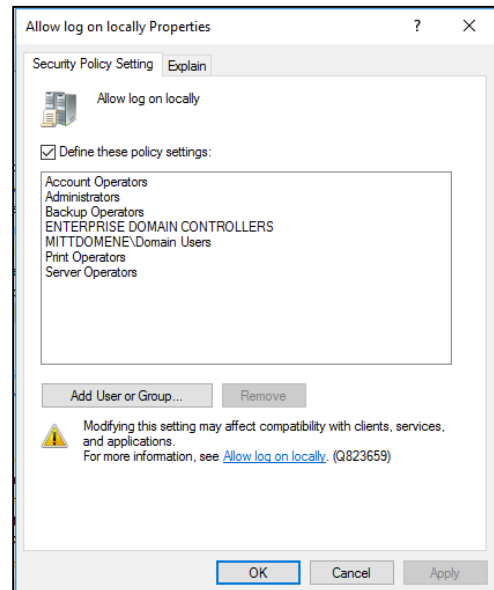 Allow log on locally Properties
? ×
Security Policy Setting Explain
Allow log on locally
Define these policy settings:
Account Operators
Administrators
Backup Operators
ENTERPRISE DOMAIN CONTROLLERS
MITTDOMENE\Domain Users
Print Operators
Server Operators
Add User or Group... Remove
Modifying this setting may affect compatibility with clients, services,
and applications.
For more information, see Allow log on locally. (Q823659)
OK Cancel Apply